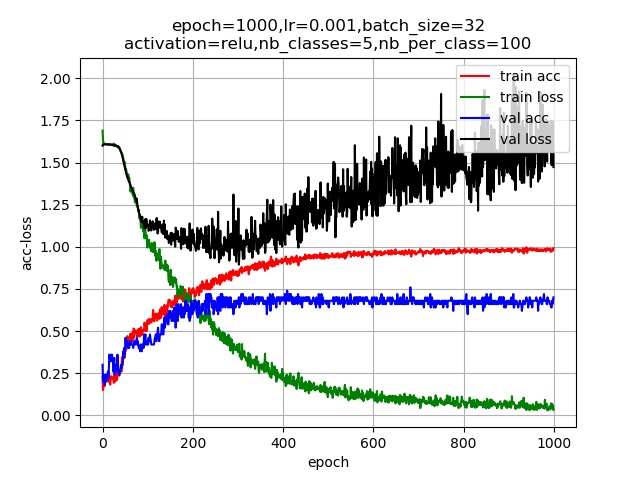 epoch=1000,lr=0.001,batch_size=32
activation=relu,nb_classes=5,nb_per_class=100
2.00
1.75
1.50
1.25
1.00
0.75
0.50
0.25
0.00
acc-loss
train acc
train loss
val acc
val loss
0
200
400
600
800
1000
epoch